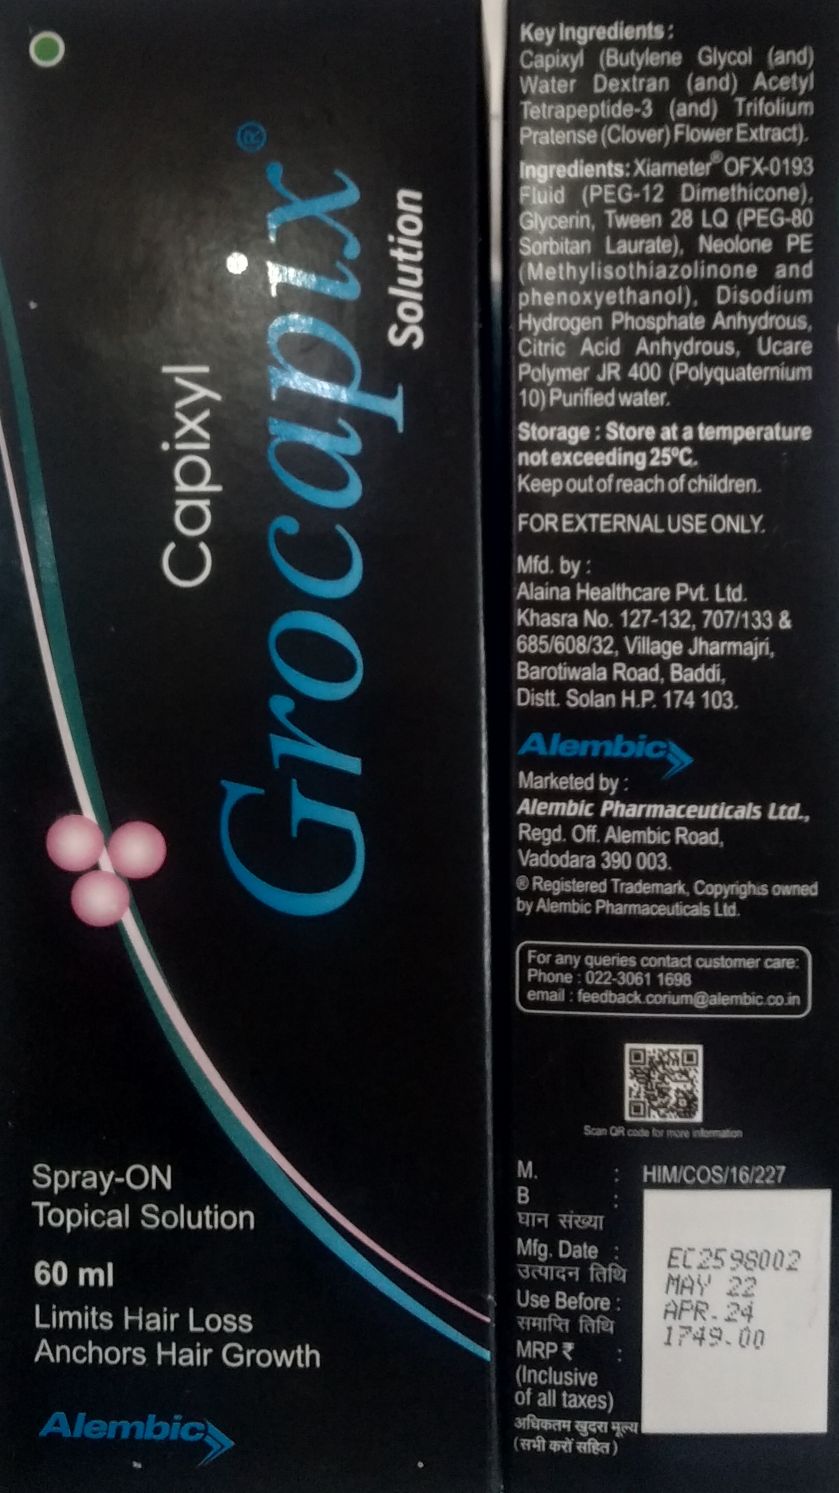 Capixyl
Grocapix®
Solution
Spray-ON
Topical Solution
60 ml
Limits Hair Loss
Anchors Hair Growth
Alembic
Key Ingredients :
Capixyl (Butylene Glycol (and)
Water Dextran (and) Acetyl
Tetrapeptide-3 (and) Trifolium
Pratense (Clover) Flower Extract).
Ingredients: Xiameter® OFX-0193
Fluid (PEG-12 Dimethicone),
Glycerin, Tween 28 LQ (PEG-80
Sorbitan Laurate), Neolone PE
(Methylisothiazolinone and
phenoxyethanol), Disodium
Hydrogen Phosphate Anhydrous,
Citric Acid Anhydrous, Ucare
Polymer JR 400 (Polyquaternium
10) Purified water.
Storage : Store at a temperature
not exceeding 25°C.
Keep out of reach of children.
FOR EXTERNAL USE ONLY.
Mfd. by :
Alaina Healthcare Pvt. Ltd.
Khasra No. 127-132, 707/133 &
685/608/32, Village Jharmajri,
Barotiwala Road, Baddi,
Distt. Solan H.P. 174 103.
Alembic
Marketed by :
Alembic Pharmaceuticals Ltd.,
Regd. Off. Alembic Road,
Vadodara 390 003.
® Registered Trademark, Copyrighis owned
by Alembic Pharmaceuticals Ltd.
For any queries contact customer care:
Phone : 022-3061 1698
email : feedback.corium@alembic.co.in
Scan QR code for more information
M. : HIM/COS/16/227
B :
घान संख्या
EC2598002
Mfg. Date : MAY 22
उत्पादन तिथि
Use Before : APR.24
समाप्ति तिथि
MRP ₹ : 1749.00
(Inclusive
of all taxes)
अधिकतम खुदरा मूल्य
(सभी करों सहित)